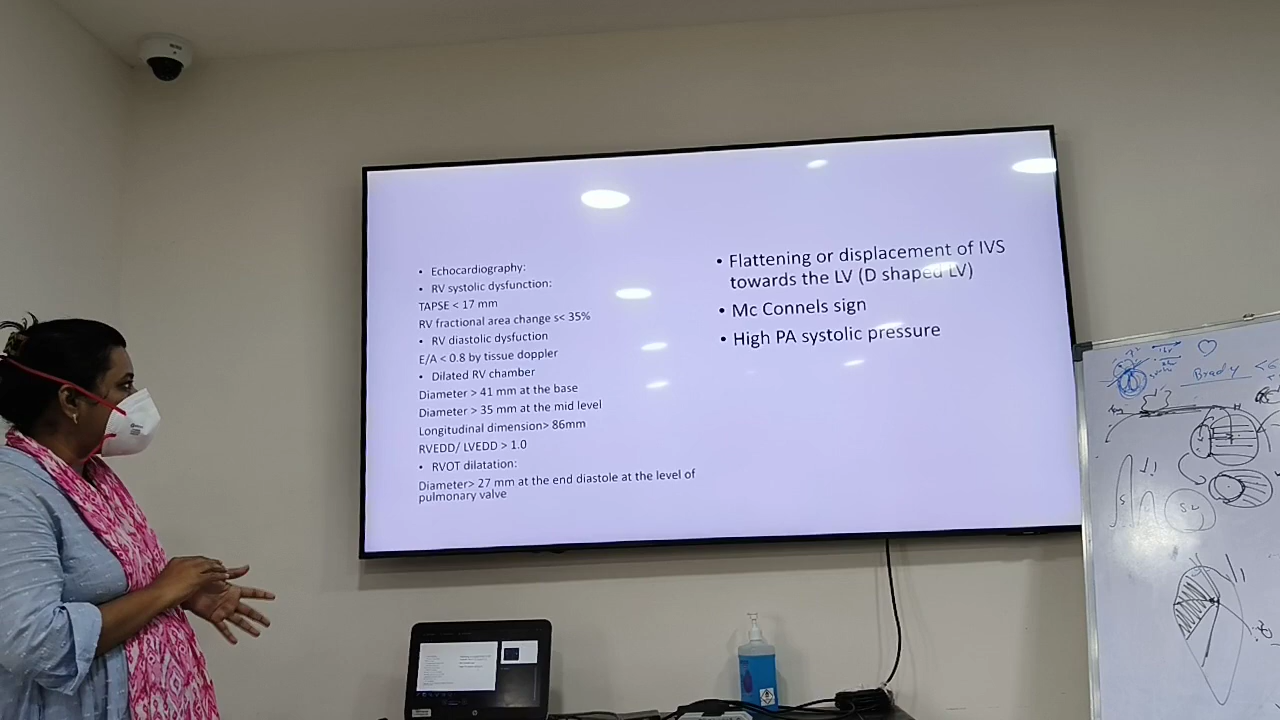 • Echocardiography:
• RV systolic dysfunction:
TAPSE < 17 mm
RV fractional area change s< 35%
• RV diastolic dysfuction
E/A < 0.8 by tissue doppler
• Dilated RV chamber
Diameter > 41 mm at the base
Diameter > 35 mm at the mid level
Longitudinal dimension> 86mm
RVEDD/ LVEDD > 1.0
• RVOT dilatation:
Diameter> 27 mm at the end diastole at the level of
pulmonary valve
• Flattening or displacement of IVS
towards the LV (D shaped LV)
• Mc Connels sign
• High PA systolic pressure
Brady